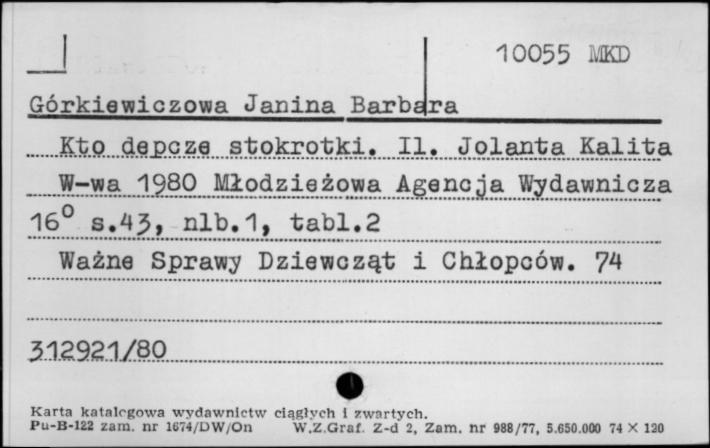 10055 MKD
Górkiewiczowa Janina Barbara
Kto depcze stokrotki. Il. Jolanta Kalita
W-wa 1980 Młodzieżowa Agencja Wydawnicza
16° s.43, nlb.1, tabl.2
Ważne Sprawy Dziewcząt i Chłopców. 74
312921/80
Karta katalogowa wydawnictw ciągłych i zwartych.
Pu-B-122 zam. nr 1674/DW/On W.Z.Graf. Z-d 2, Zam. nr 988/77, 5.650.000 74 X 120